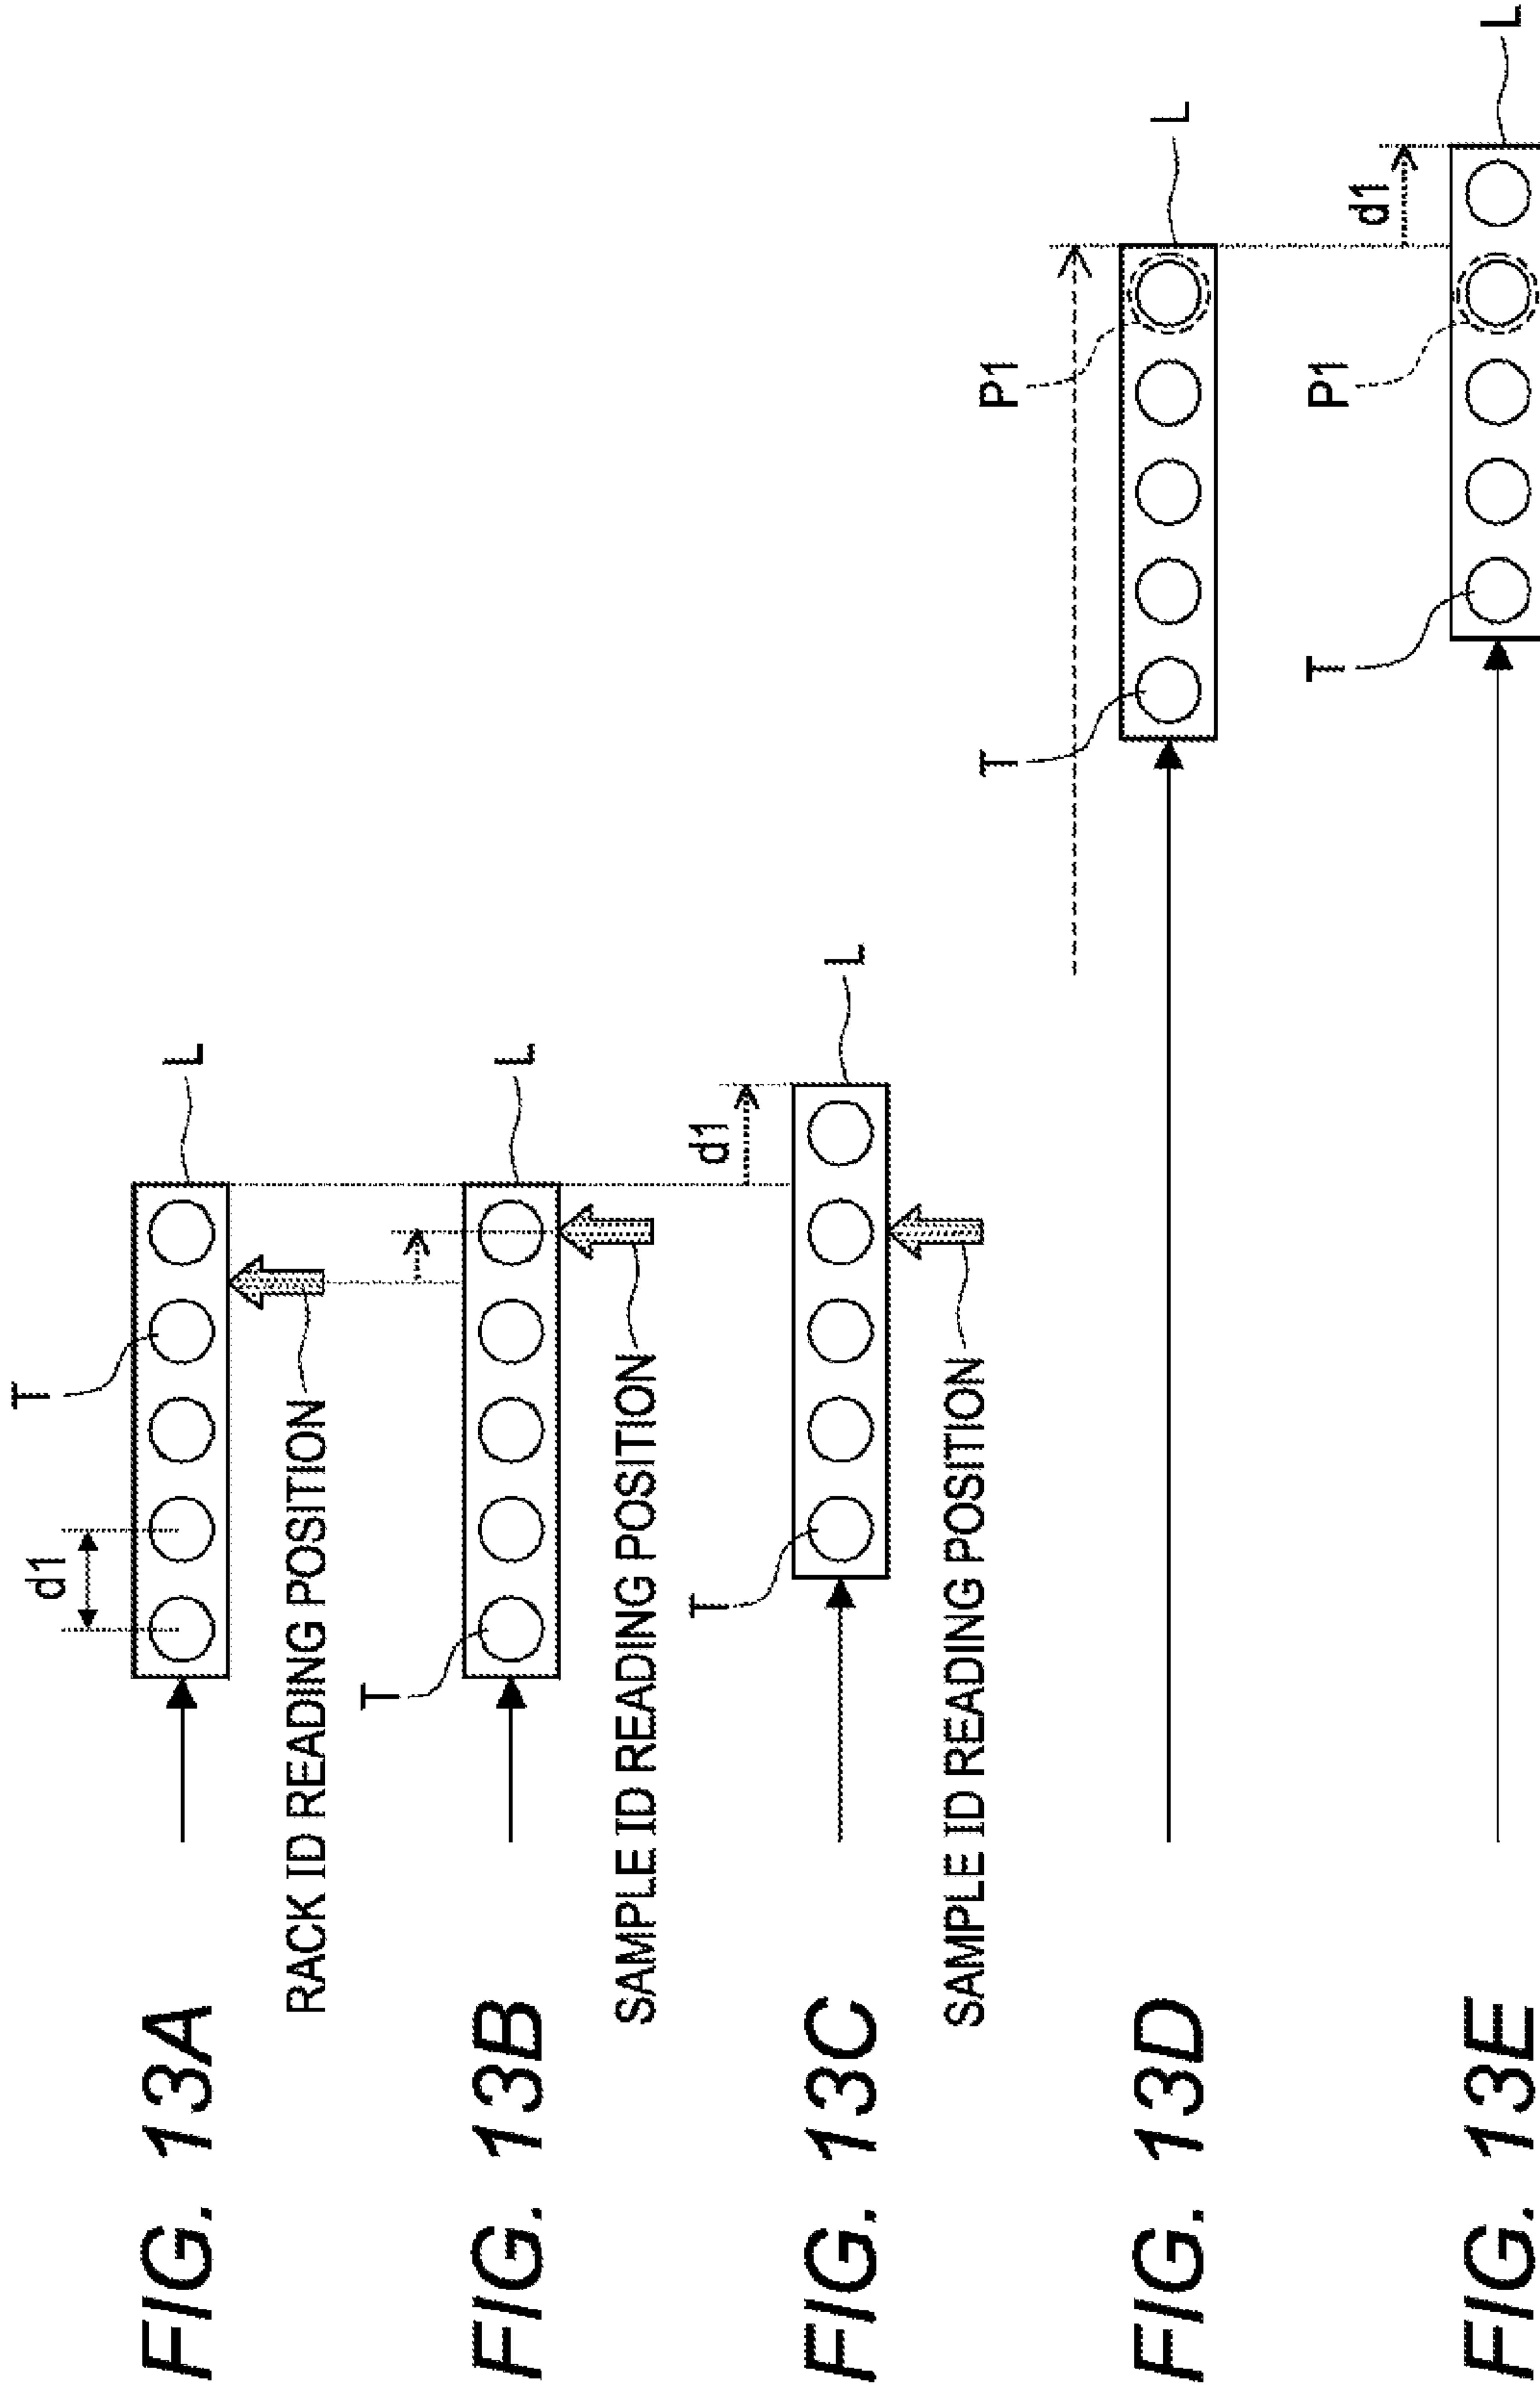 FIG. 13A
d1
T
L
RACK ID READING POSITION
FIG. 13B
T
L
SAMPLE ID READING POSITION
FIG. 13C
T
d1
L
SAMPLE ID READING POSITION
FIG. 13D
T
P1
L
FIG. 13E
T
P1
d1
L